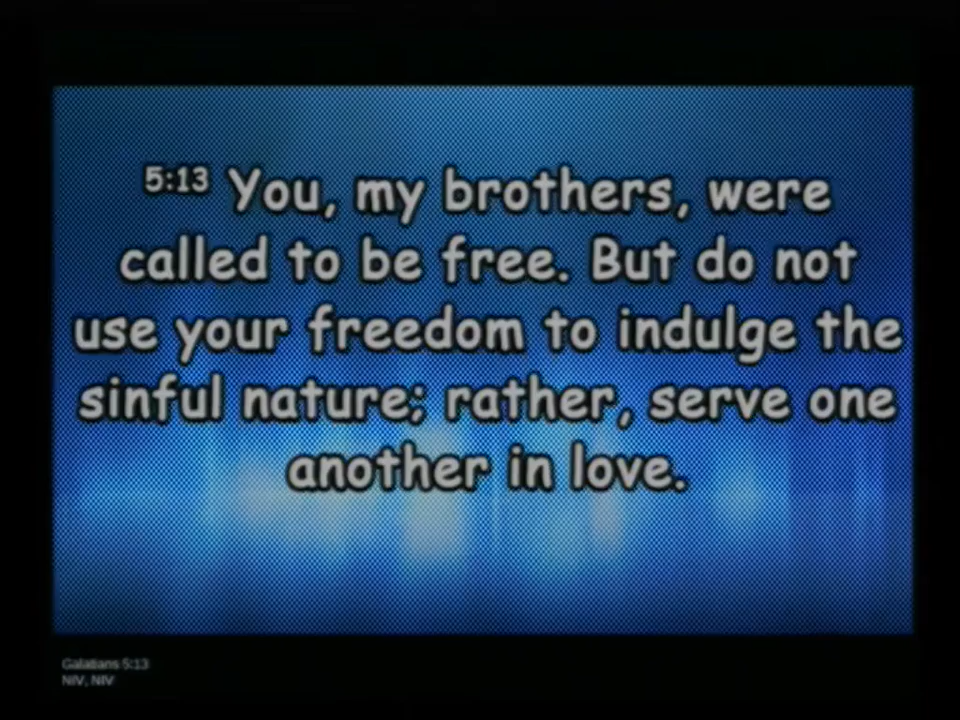 5:13 You, my brothers, were
called to be free. But do not
use your freedom to indulge the
sinful nature; rather, serve one
another in love.
Galatians 5:13
NIV, NIV